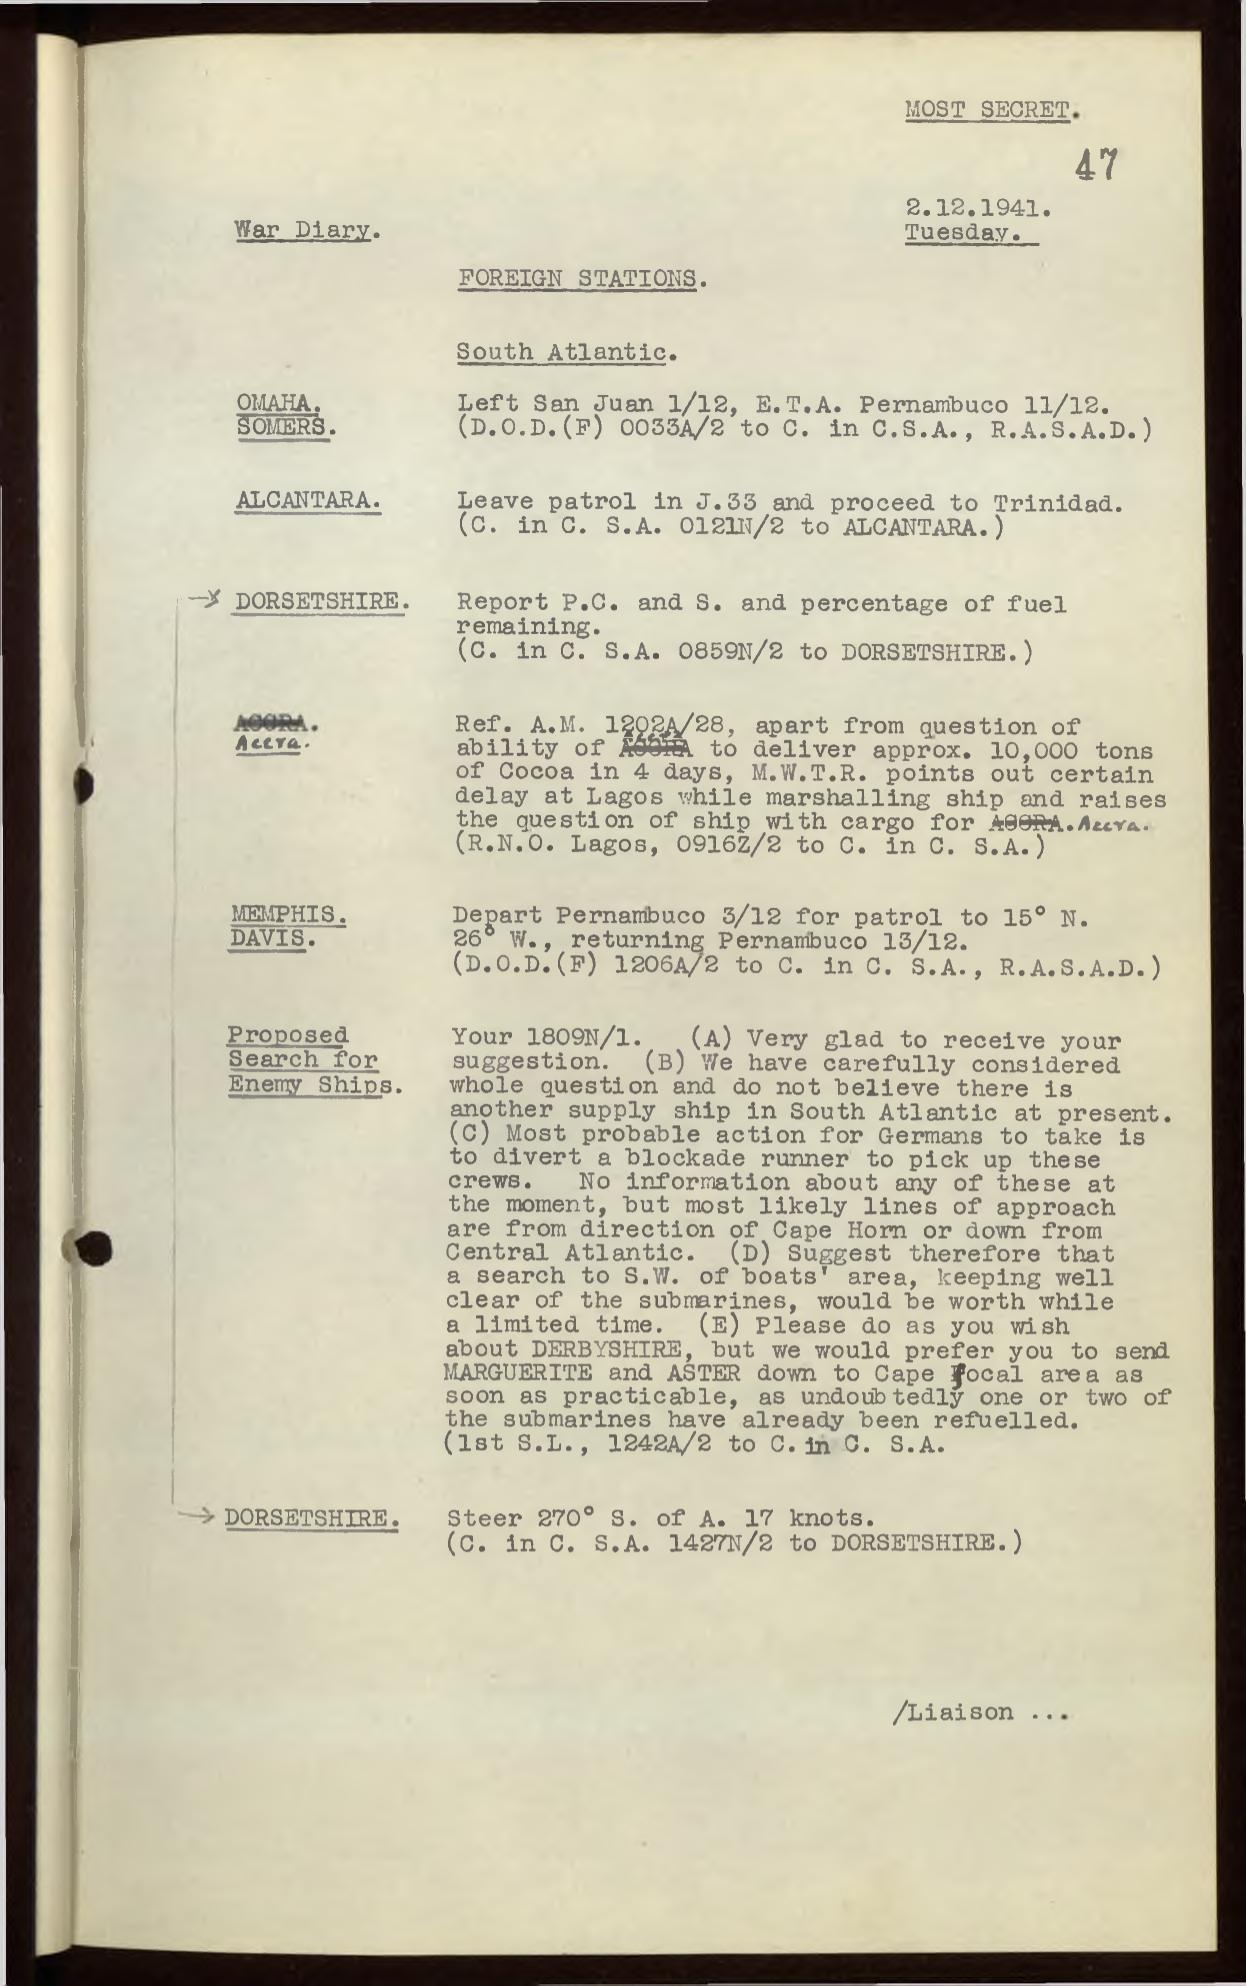 MOST SECRET.
47
2.12.1941.
War Diary.
Tuesday.
FOREIGN STATIONS.
South Atlantic.
OMAHA. Left San Juan 1/12, E.T.A. Pernambuco 11/12.
SOMERS. (D.O.D.(F) 0033A/2 to C. in C.S.A., R.A.S.A.D.)
ALCANTARA. Leave patrol in J.33 and proceed to Trinidad.
(C. in C. S.A. 0121N/2 to ALCANTARA.)
DORSETSHIRE. Report P.C. and S. and percentage of fuel
remaining.
(C. in C. S.A. 0859N/2 to DORSETSHIRE.)
ACCRA. Ref. A.M. 1202A/28, apart from question of
Accra. ability of ACCRA Accra to deliver approx. 10,000 tons
of Cocoa in 4 days, M.W.T.R. points out certain
delay at Lagos while marshalling ship and raises
the question of ship with cargo for ACCRA. Accra.
(R.N.O. Lagos, 0916Z/2 to C. in C. S.A.)
MEMPHIS. Depart Pernambuco 3/12 for patrol to 15° N.
DAVIS. 26° W., returning Pernambuco 13/12.
(D.O.D.(F) 1206A/2 to C. in C. S.A., R.A.S.A.D.)
Proposed Your 1809N/1. (A) Very glad to receive your
Search for suggestion. (B) We have carefully considered
Enemy Ships. whole question and do not believe there is
another supply ship in South Atlantic at present.
(C) Most probable action for Germans to take is
to divert a blockade runner to pick up these
crews. No information about any of these at
the moment, but most likely lines of approach
are from direction of Cape Horn or down from
Central Atlantic. (D) Suggest therefore that
a search to S.W. of boats' area, keeping well
clear of the submarines, would be worth while
a limited time. (E) Please do as you wish
about DERBYSHIRE, but we would prefer you to send
MARGUERITE and ASTER down to Cape focal area as
soon as practicable, as undoubtedly one or two of
the submarines have already been refuelled.
(1st S.L., 1242A/2 to C. in C. S.A.
DORSETSHIRE. Steer 270° S. of A. 17 knots.
(C. in C. S.A. 1427N/2 to DORSETSHIRE.)
/Liaison ...